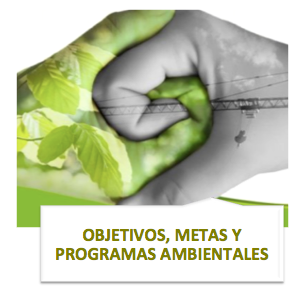 OBJETIVOS, METAS Y
PROGRAMAS AMBIENTALES